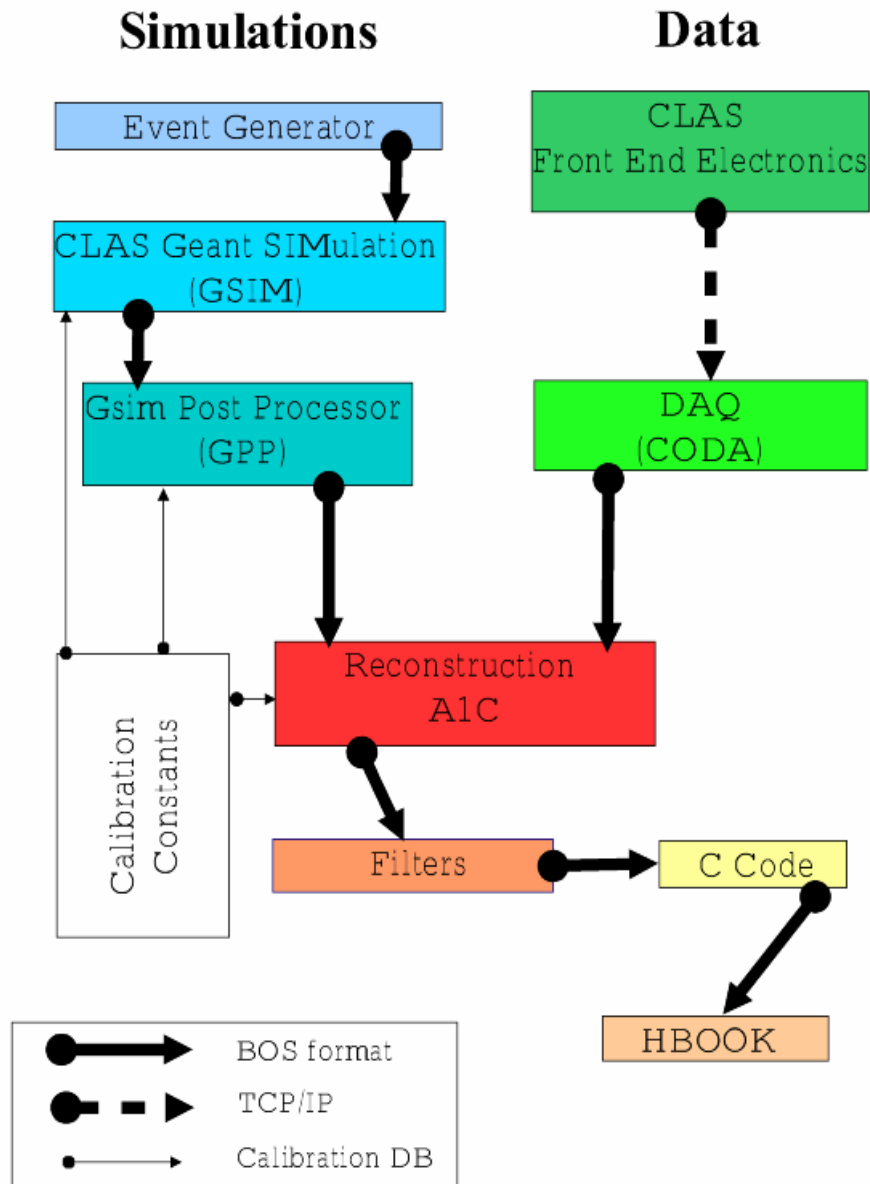 Simulations
Data
Event Generator
CLAS
Front End Electronics
CLAS Geant SIMulation
(GSIM)
Gsim Post Processor
(GPP)
DAQ
(CODA)
Reconstruction
A1C
Calibration
Constants
Filters
C Code
HBOOK
BOS format
TCP/IP
Calibration DB